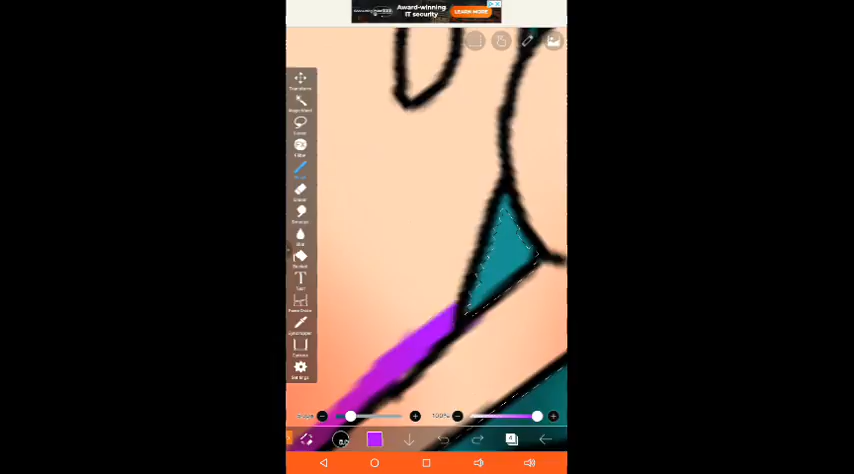 Award-winning
IT security
LEARN MORE
Transform
Magic Wand
Lasso
Filter
Brush
Eraser
Smudge
Blur
Bucket
Text
Frame Divider
Eyedropper
Canvas
Settings
100%